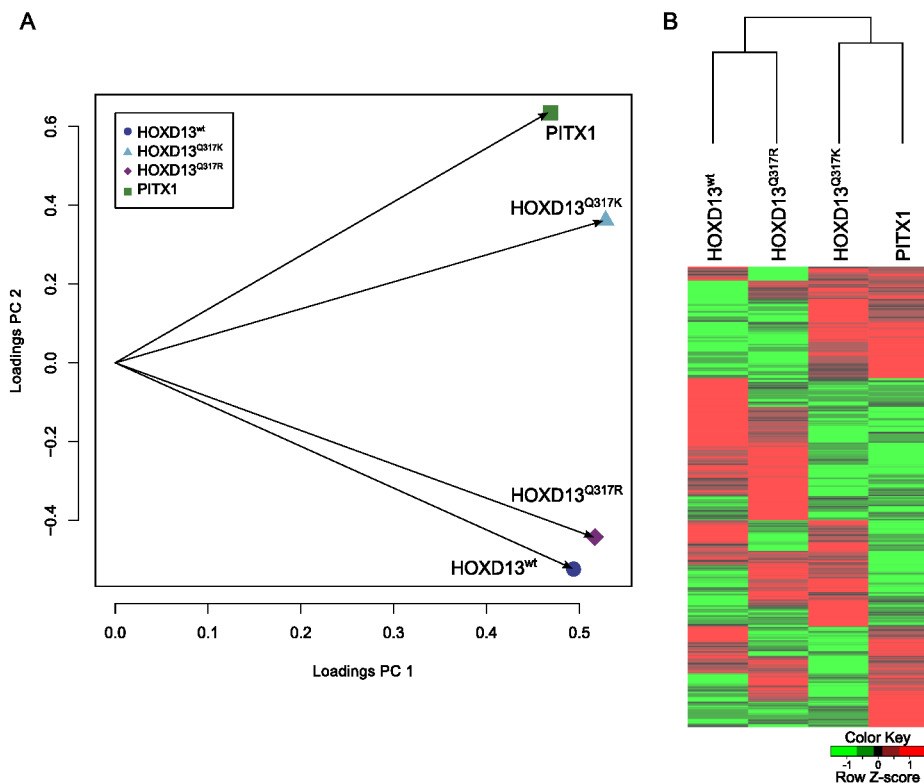 A
HOXD13wt
HOXD13Q317K
HOXD13Q317R
PITX1
PITX1
HOXD13Q317K
HOXD13Q317R
HOXD13wt
0.6
0.4
0.2
0.0
−0.2
−0.4
Loadings PC 2
0.0
0.1
0.2
0.3
0.4
0.5
Loadings PC 1
B
HOXD13wt
HOXD13Q317R
HOXD13Q317K
PITX1
Color Key
-1 0 1
Row Z-score